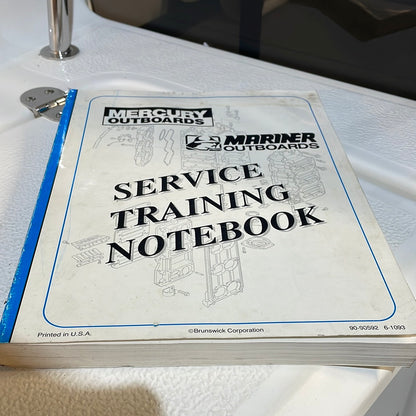 MERCURY
OUTBOARDS
MARINER
OUTBOARDS
SERVICE
TRAINING
NOTEBOOK
Printed in U.S.A.
©Brunswick Corporation
90-90592 6-1093